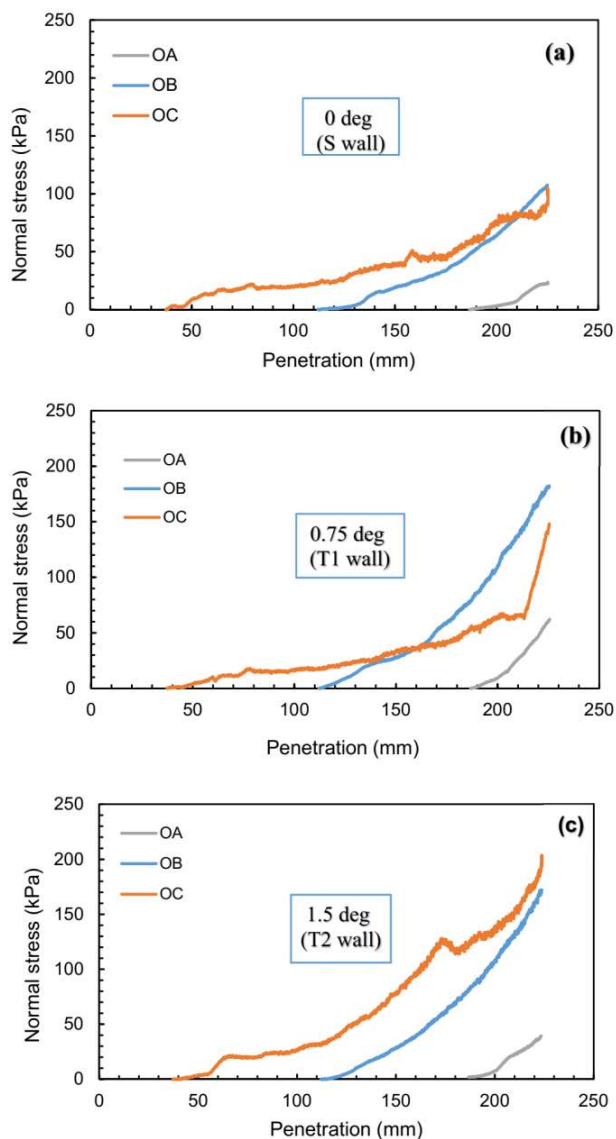 250
(a)
OA
200
OB
OC
150
0 deg
(S wall)
100
50
0
0 50 100 150 200 250
Normal stress (kPa)
Penetration (mm)
250
(b)
OA
200
OB
OC
150
0.75 deg
(T1 wall)
100
50
0
0 50 100 150 200 250
Normal stress (kPa)
Penetration (mm)
250
(c)
OA
200
OB
OC
150
1.5 deg
(T2 wall)
100
50
0
0 50 100 150 200 250
Normal stress (kPa)
Penetration (mm)